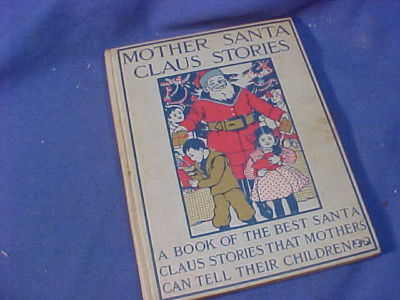 MOTHER SANTA
CLAUS STORIES
A BOOK OF THE BEST SANTA
CLAUS STORIES THAT MOTHERS
CAN TELL THEIR CHILDREN